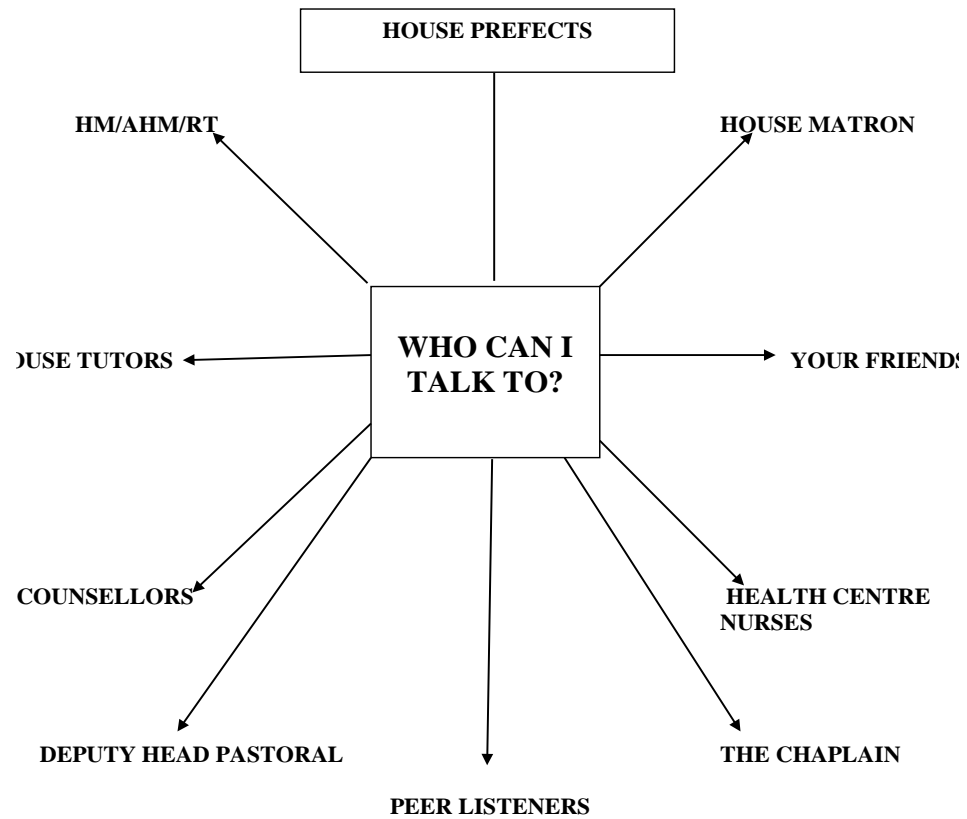 HOUSE PREFECTS
HM/AHM/RT
HOUSE MATRON
WHO CAN I
TALK TO?
TUTORS
YOUR FRIENDS
COUNSELLORS
HEALTH CENTRE
NURSES
DEPUTY HEAD PASTORAL
THE CHAPLAIN
PEER LISTENERS